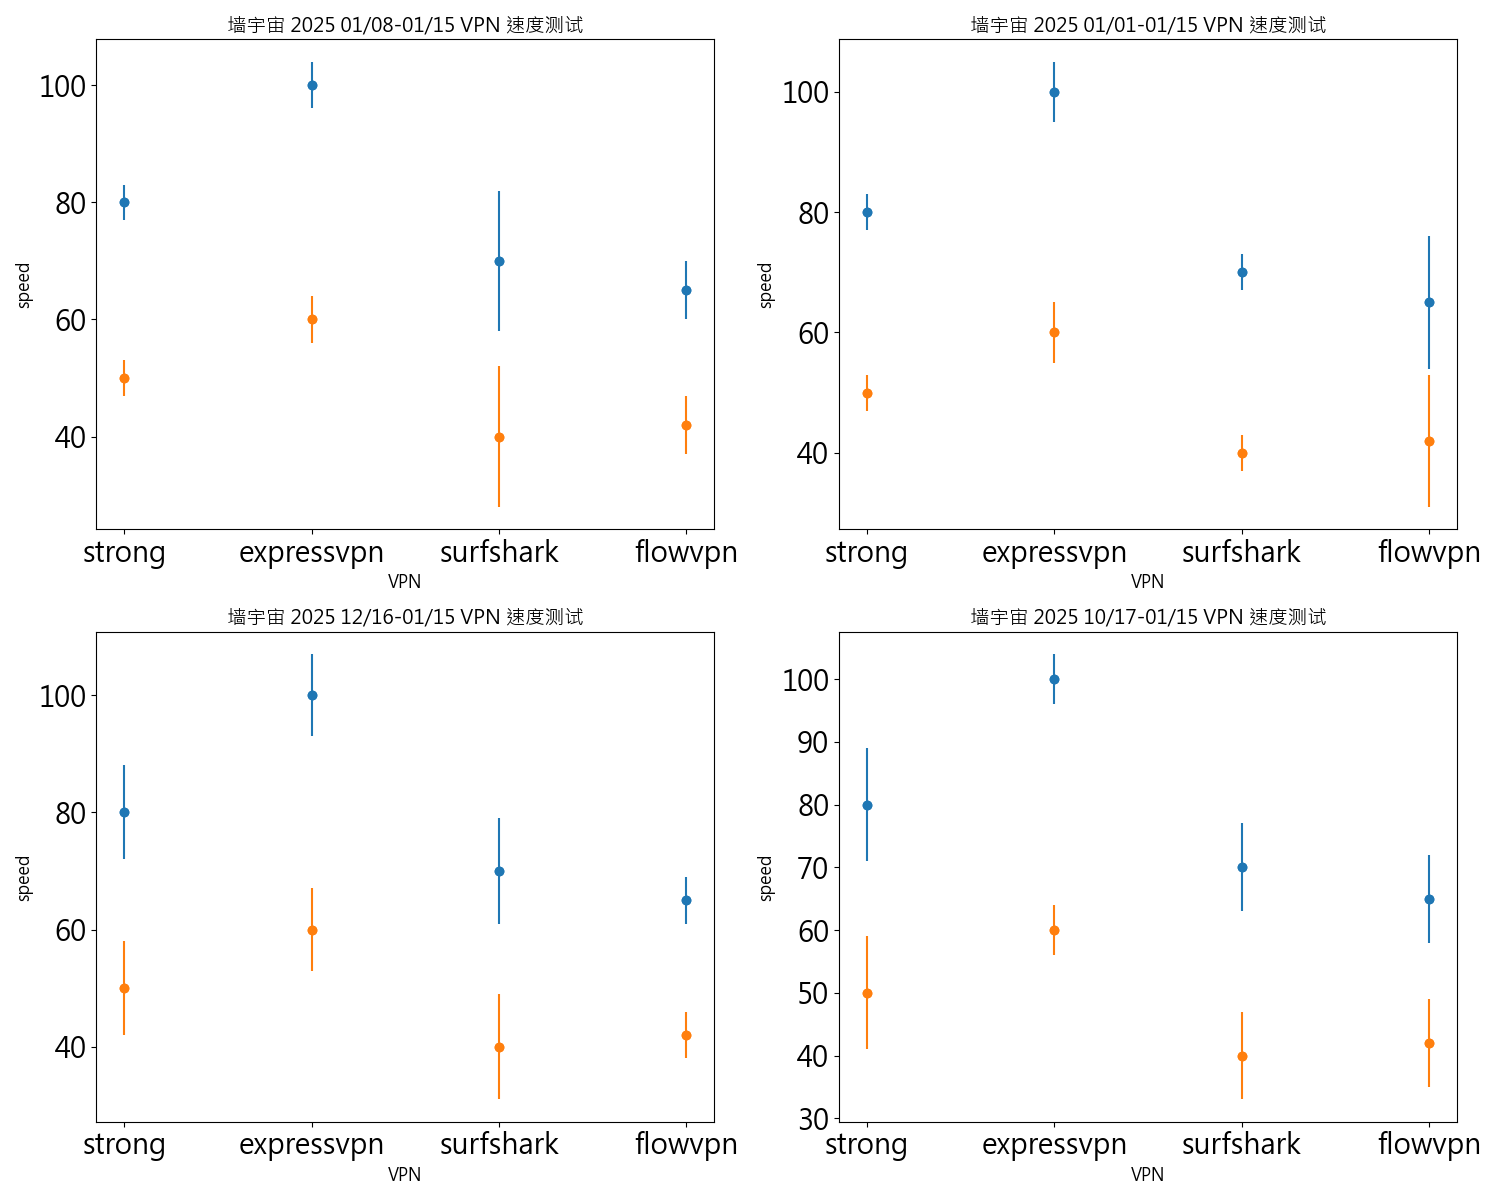 墙宇宙 2025 01/08-01/15 VPN 速度测试
100
80
60
40
speed
strong expressvpn surfshark flowvpn
VPN
墙宇宙 2025 01/01-01/15 VPN 速度测试
100
80
60
40
speed
strong expressvpn surfshark flowvpn
VPN
墙宇宙 2025 12/16-01/15 VPN 速度测试
100
80
60
40
speed
strong expressvpn surfshark flowvpn
VPN
墙宇宙 2025 10/17-01/15 VPN 速度测试
100
90
80
70
60
50
40
30
speed
strong expressvpn surfshark flowvpn
VPN